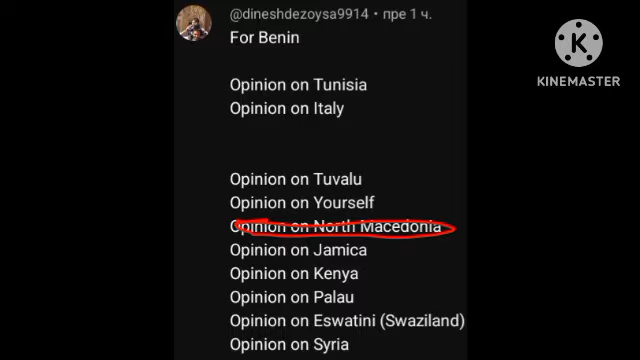 @dineshdezoysa9914 • пре 1 ч.
For Benin
Opinion on Tunisia
Opinion on Italy
Opinion on Tuvalu
Opinion on Yourself
Opinion on North Macedonia
Opinion on Jamica
Opinion on Kenya
Opinion on Palau
Opinion on Eswatini (Swaziland)
Opinion on Syria
K
KINEMASTER